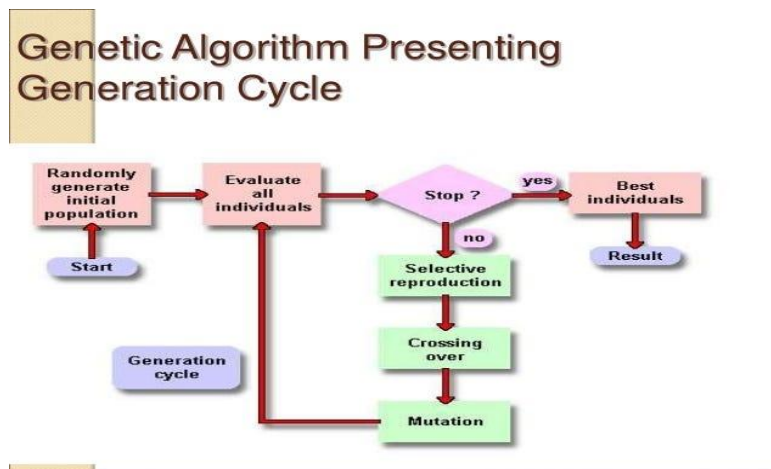 Genetic Algorithm Presenting
Generation Cycle
Randomly
generate
initial
population
Evaluate
all
individuals
Stop ?
yes
Best
individuals
Start
no
Result
Selective
reproduction
Crossing
over
Generation
cycle
Mutation